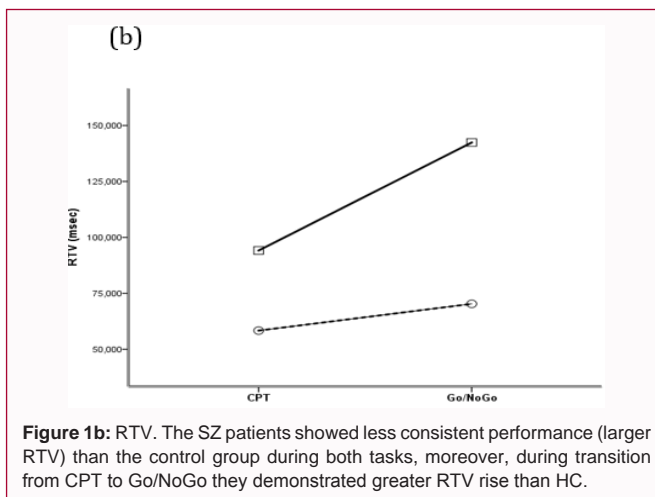 (b)
150,000
125,000
100,000
75,000
50,000
RTV (msec)
CPT Go/NoGo
Figure 1b: RTV. The SZ patients showed less consistent performance (larger
RTV) than the control group during both tasks, moreover, during transition
from CPT to Go/NoGo they demonstrated greater RTV rise than HC.